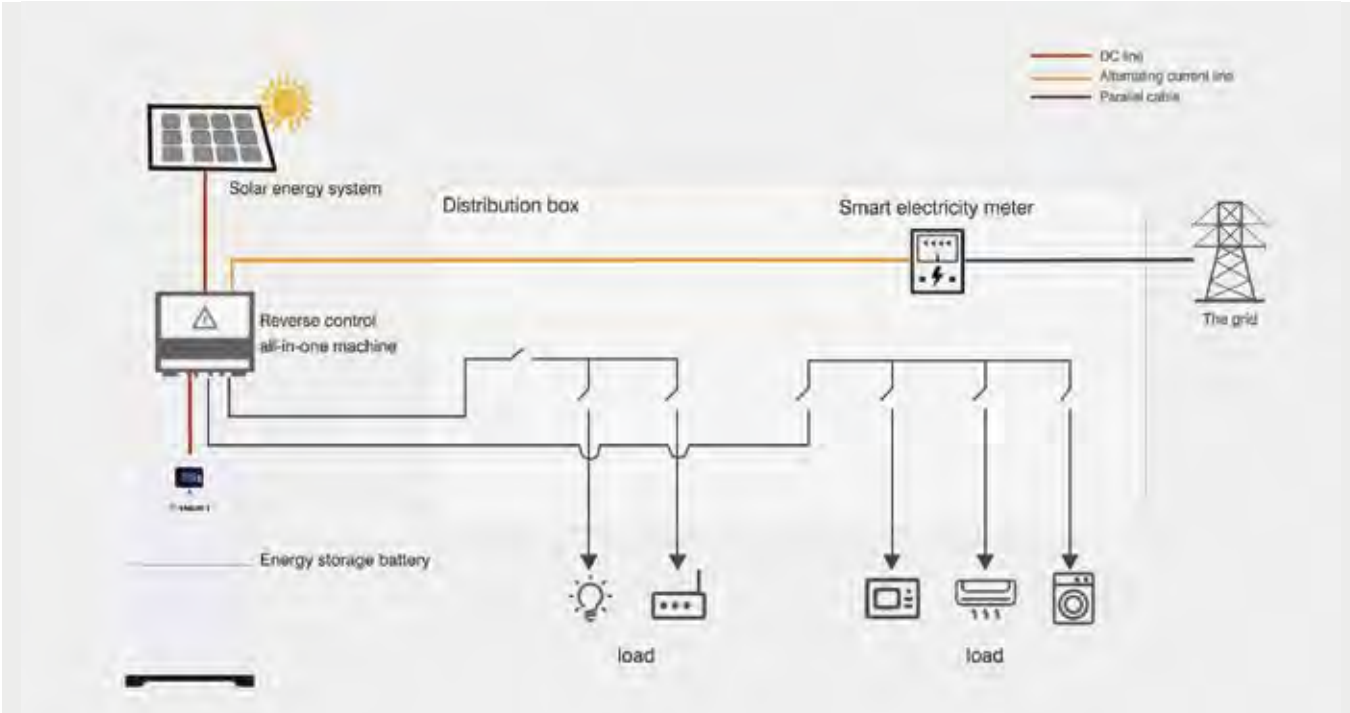 DC line
Alternating current line
Parallel cable
Solar energy system
Distribution box
Smart electricity meter
Reverse control
all-in-one machine
The grid
Energy storage battery
load
load